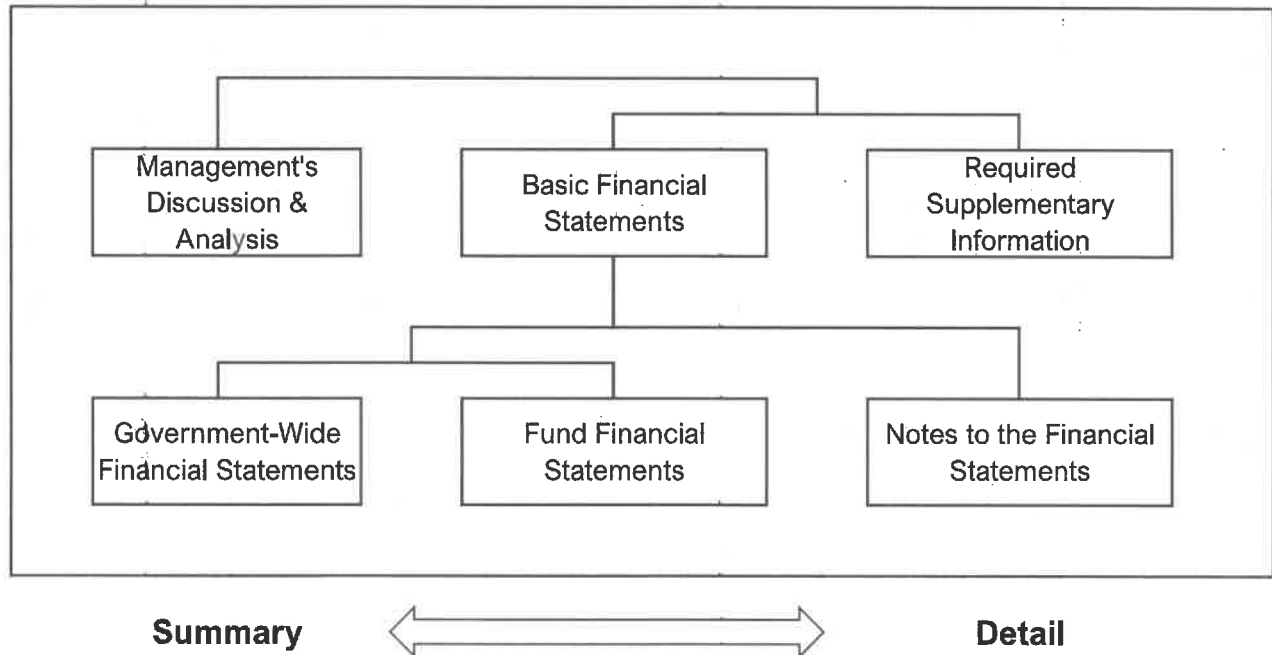 Management's
Discussion &
Analysis
Basic Financial
Statements
Required
Supplementary
Information
Government-Wide
Financial Statements
Fund Financial
Statements
Notes to the Financial
Statements
Summary
Detail